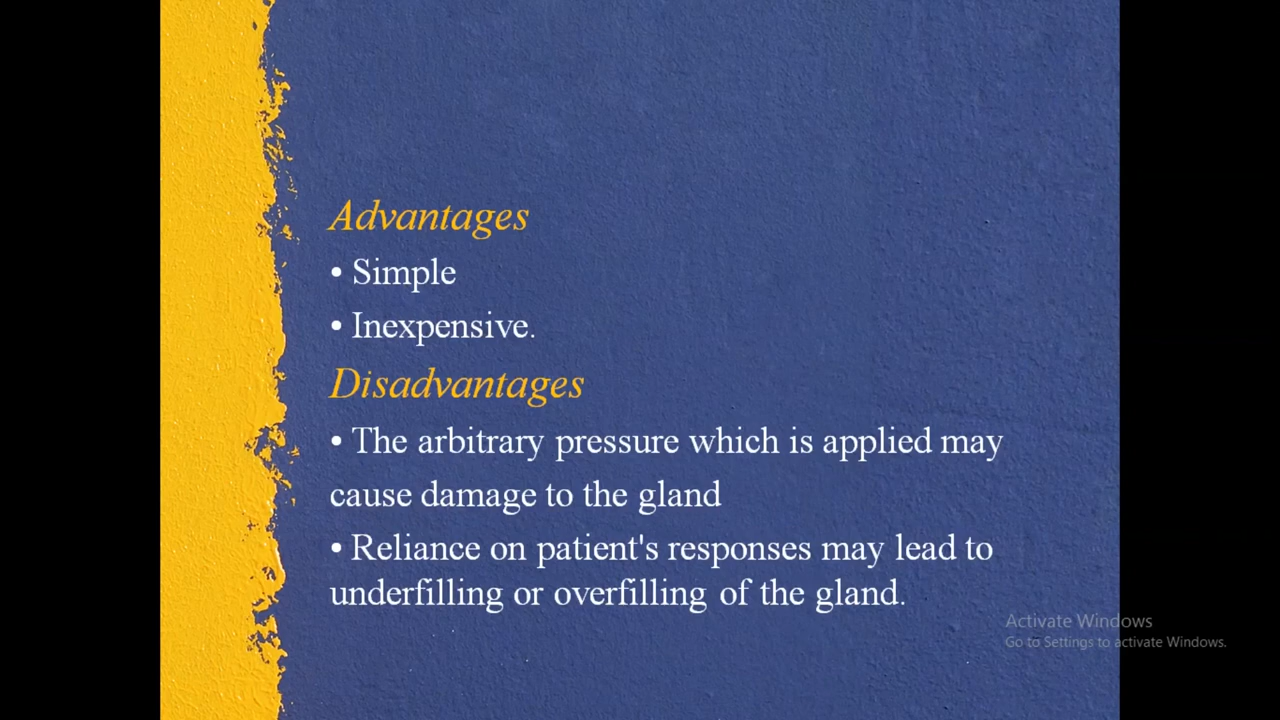 Advantages
• Simple
• Inexpensive.
Disadvantages
• The arbitrary pressure which is applied may
cause damage to the gland
• Reliance on patient's responses may lead to
underfilling or overfilling of the gland.
Activate Windows
Go to Settings to activate Windows.